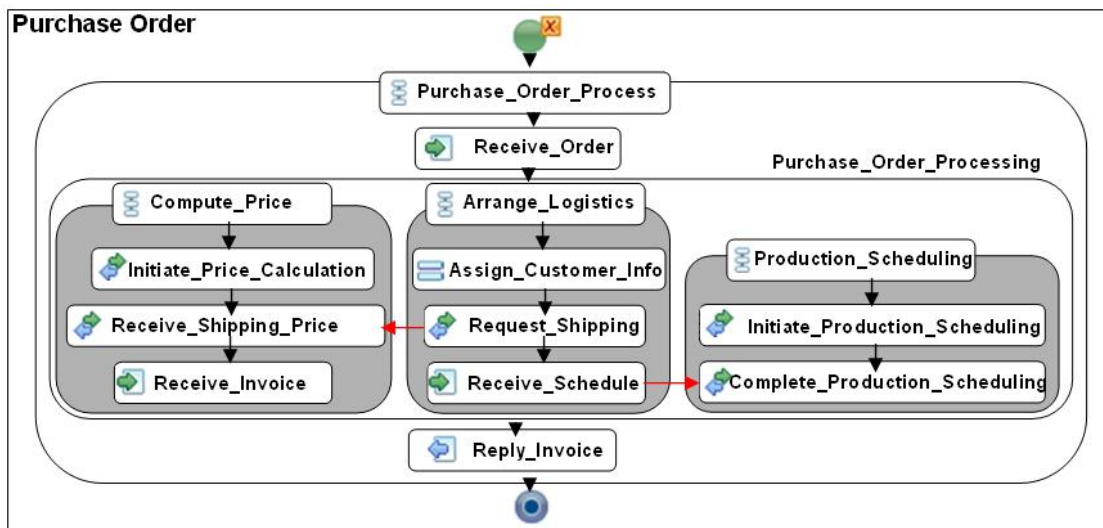 Purchase Order
Purchase_Order_Process
Receive_Order
Purchase_Order_Processing
Compute_Price
Initiate_Price_Calculation
Receive_Shipping_Price
Receive_Invoice
Arrange_Logistics
Assign_Customer_Info
Request_Shipping
Receive_Schedule
Production_Scheduling
Initiate_Production_Scheduling
Complete_Production_Scheduling
Reply_Invoice